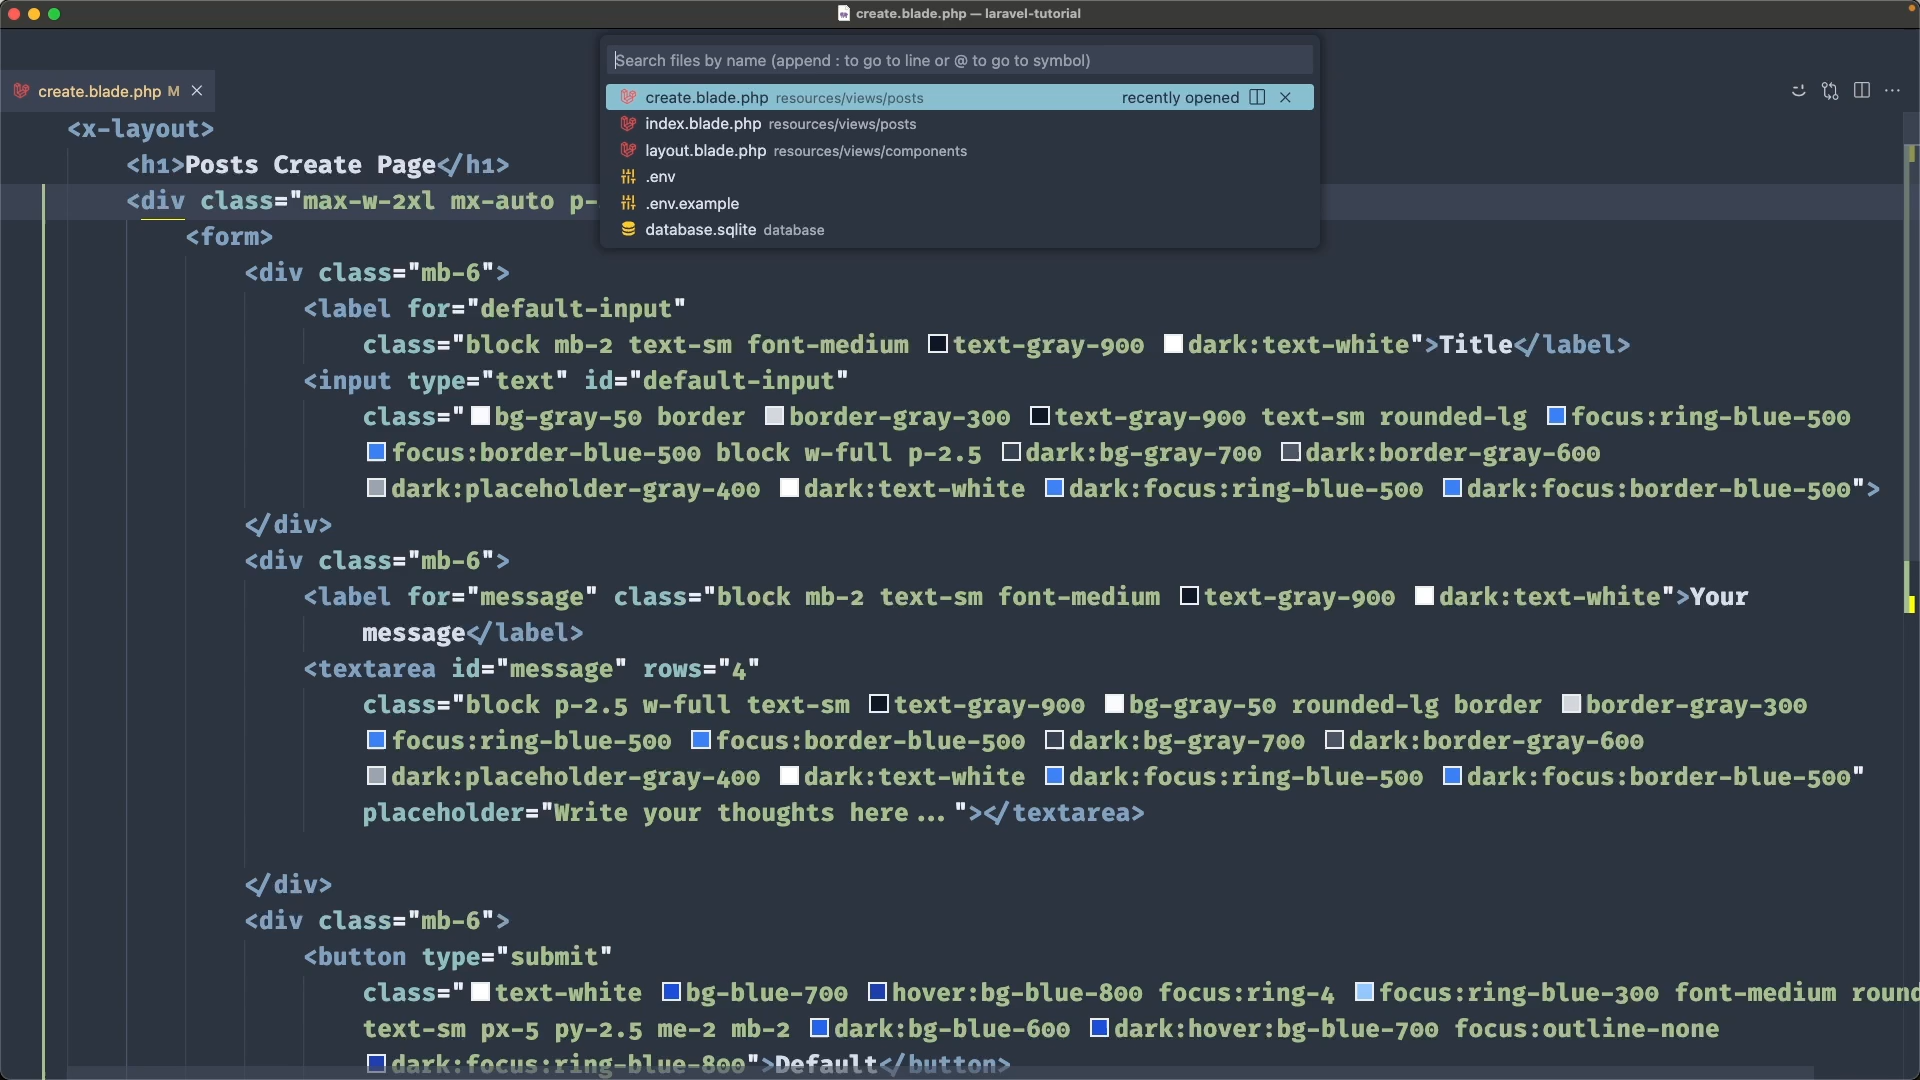 create.blade.php — laravel-tutorial
Search files by name (append : to go to line or @ to go to symbol)
create.blade.php resources/views/posts recently opened
index.blade.php resources/views/posts
layout.blade.php resources/views/components
.env
.env.example
database.sqlite database
create.blade.php M
<x-layout>
<h1>Posts Create Page</h1>
<div class="max-w-2xl mx-auto p-
<form>
<div class="mb-6">
<label for="default-input"
class="block mb-2 text-sm font-medium text-gray-900 dark:text-white">Title</label>
<input type="text" id="default-input"
class="bg-gray-50 border border-gray-300 text-gray-900 text-sm rounded-lg focus:ring-blue-500
focus:border-blue-500 block w-full p-2.5 dark:bg-gray-700 dark:border-gray-600
dark:placeholder-gray-400 dark:text-white dark:focus:ring-blue-500 dark:focus:border-blue-500">
</div>
<div class="mb-6">
<label for="message" class="block mb-2 text-sm font-medium text-gray-900 dark:text-white">Your
message</label>
<textarea id="message" rows="4"
class="block p-2.5 w-full text-sm text-gray-900 bg-gray-50 rounded-lg border border-gray-300
focus:ring-blue-500 focus:border-blue-500 dark:bg-gray-700 dark:border-gray-600
dark:placeholder-gray-400 dark:text-white dark:focus:ring-blue-500 dark:focus:border-blue-500"
placeholder="Write your thoughts here..."></textarea>
</div>
<div class="mb-6">
<button type="submit"
class="text-white bg-blue-700 hover:bg-blue-800 focus:ring-4 focus:ring-blue-300 font-medium round
text-sm px-5 py-2.5 me-2 mb-2 dark:bg-blue-600 dark:hover:bg-blue-700 focus:outline-none
dark:focus:ring-blue-800">Default</button>